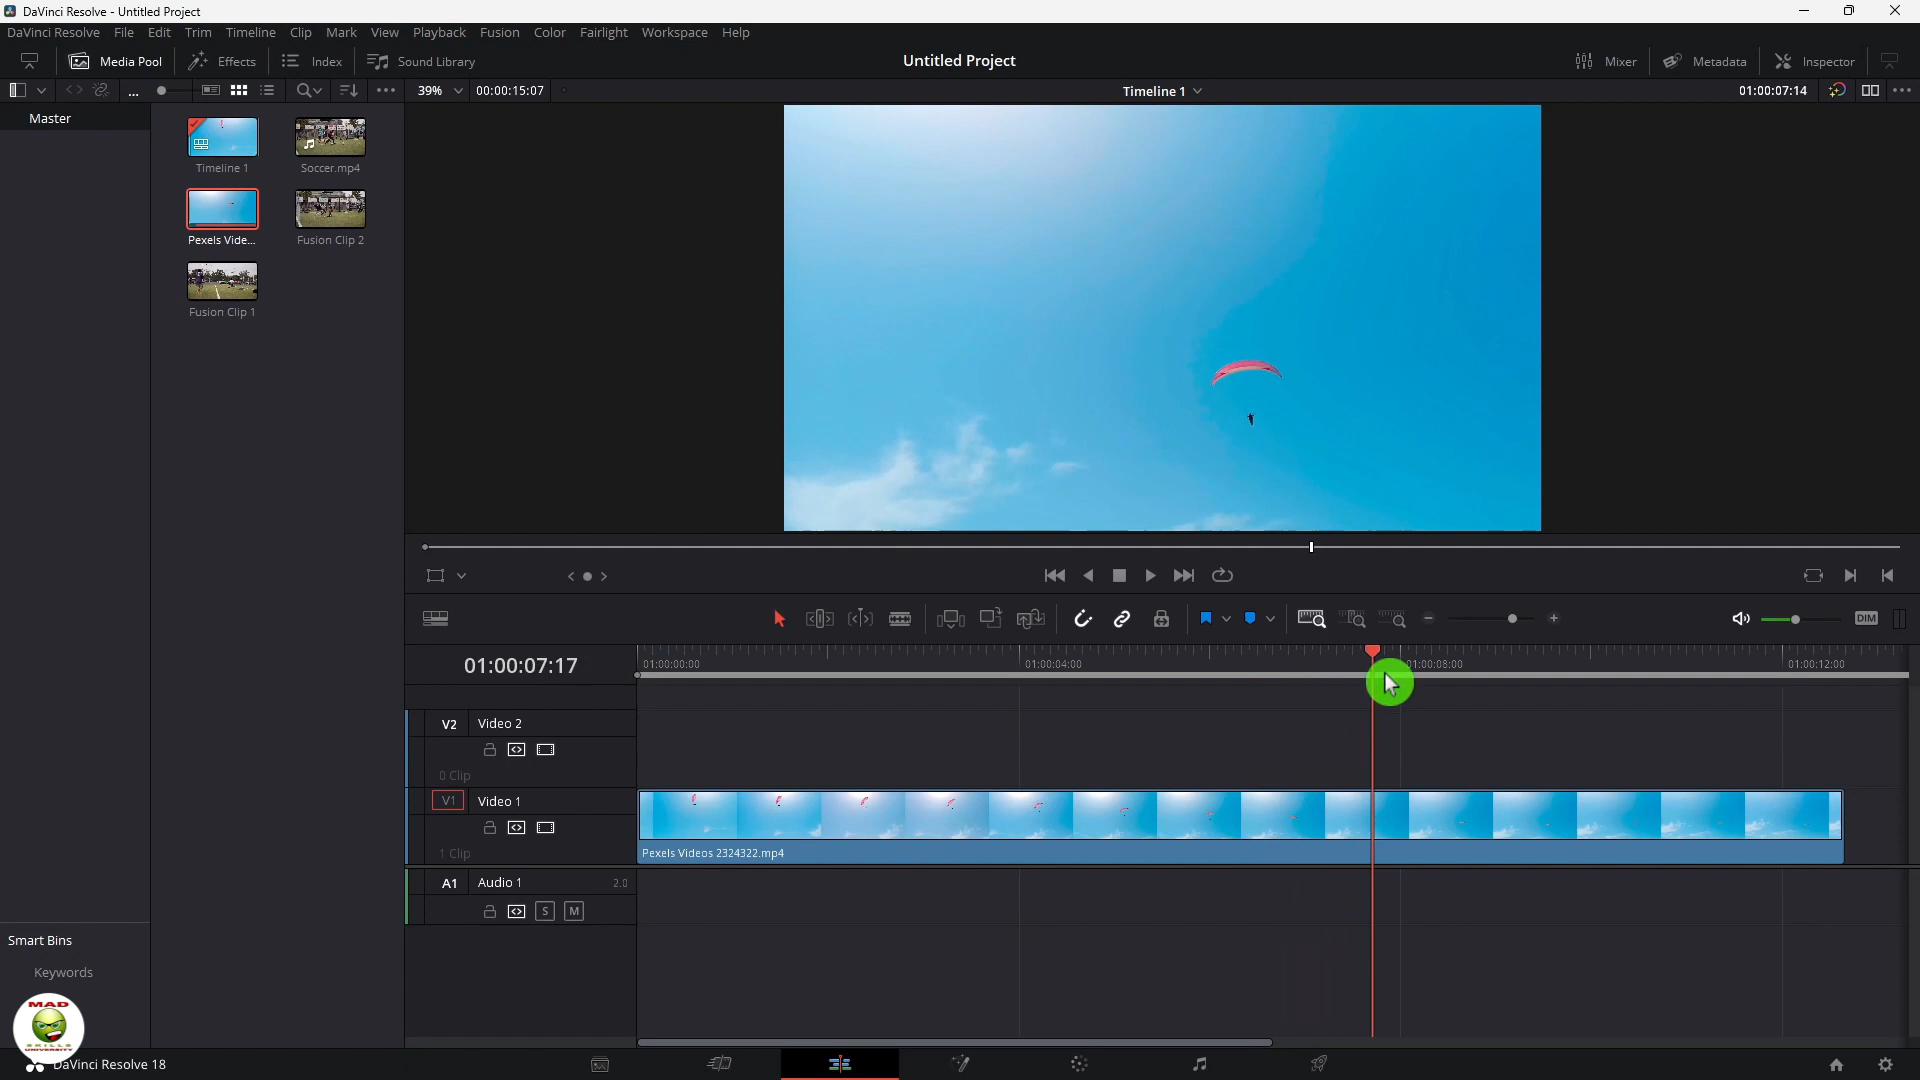 DaVinci Resolve - Untitled Project
DaVinci Resolve File Edit Trim Timeline Clip Mark View Playback Fusion Color Fairlight Workspace Help
Media Pool Effects Index Sound Library Untitled Project Mixer Metadata Inspector
... 39% 00:00:15:07 Timeline 1 01:00:07:14
Master
Timeline 1 Soccer.mp4
Pexels Vide... Fusion Clip 2
Fusion Clip 1
DIM
01:00:07:17 01:00:00:00 01:00:04:00 01:00:08:00 01:00:12:00
V2 Video 2
0 Clip
V1 Video 1
1 Clip
Pexels Videos 2324322.mp4
A1 Audio 1 2.0
S M
Smart Bins
Keywords
MAD
SKILLS
UNIVERSITY
DaVinci Resolve 18